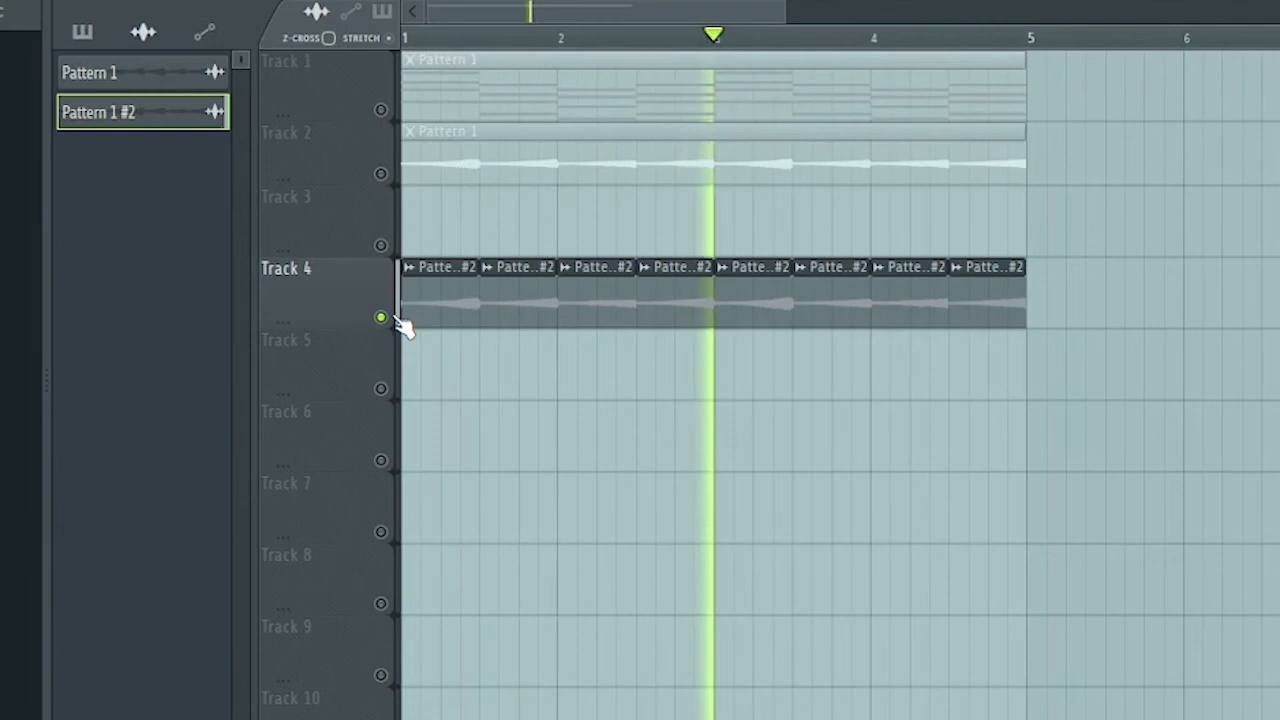 Z-CROSS STRETCH
1 2 3 4 5 6
Pattern 1
Pattern 1 #2
Track 1
Pattern 1
Track 2
Pattern 1
Track 3
Track 4
Patte..#2 Patte..#2 Patte..#2 Patte..#2 Patte..#2 Patte..#2 Patte..#2 Patte..#2
Track 5
Track 6
Track 7
Track 8
Track 9
Track 10